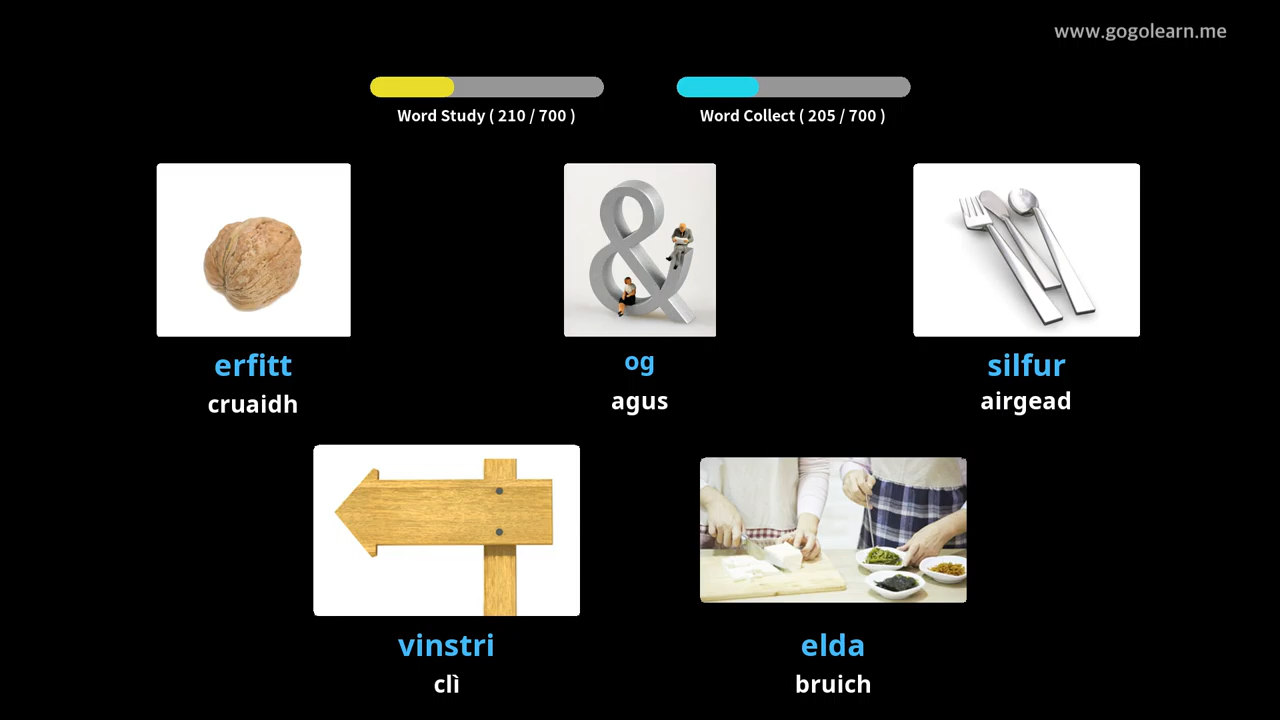 www.gogolearn.me
Word Study ( 210 / 700 )
Word Collect ( 205 / 700 )
erfitt
cruaidh
og
agus
silfur
airgead
vinstri
clì
elda
bruich